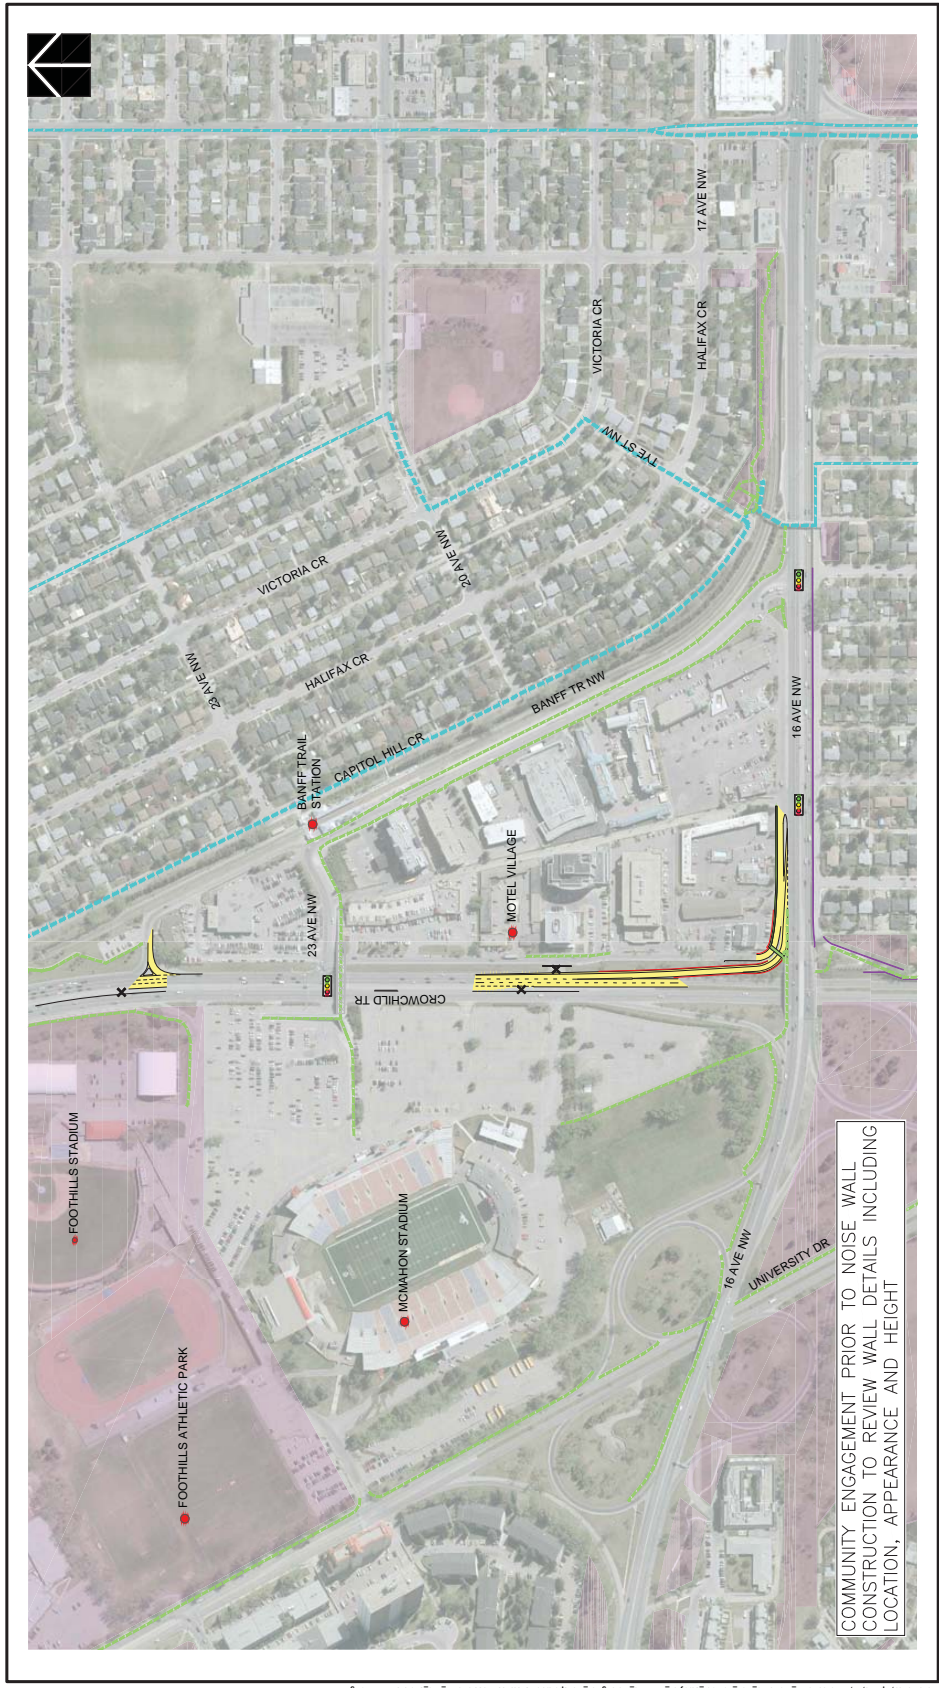 17 AVE NW
VICTORIA CR
HALIFAX CR
TYE ST NW
20 AVE NW
VICTORIA CR
23 AVE NW
HALIFAX CR
BANFF TR NW
16 AVE NW
CAPITOL HILL CR
BANFF TRAIL
STATION
MOTEL VILLAGE
23 AVE NW
CROWCHILD TR
FOOTHILLS STADIUM
MCMAHON STADIUM
16 AVE NW
UNIVERSITY DR
FOOTHILLS ATHLETIC PARK
COMMUNITY ENGAGEMENT PRIOR TO NOISE WALL
CONSTRUCTION TO REVIEW WALL DETAILS INCLUDING
LOCATION, APPEARANCE AND HEIGHT